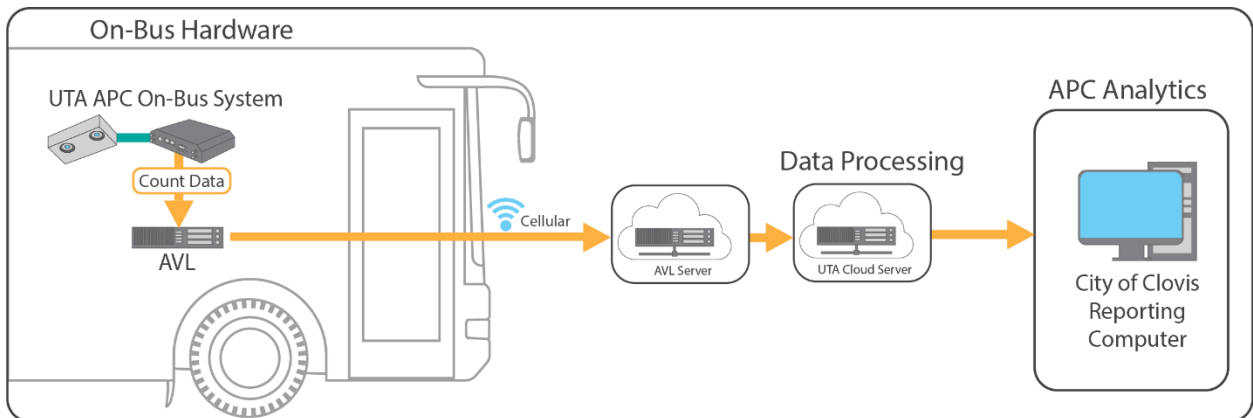 On-Bus Hardware
UTA APC On-Bus System
Count Data
AVL
Cellular
AVL Server
Data Processing
UTA Cloud Server
APC Analytics
City of Clovis
Reporting
Computer